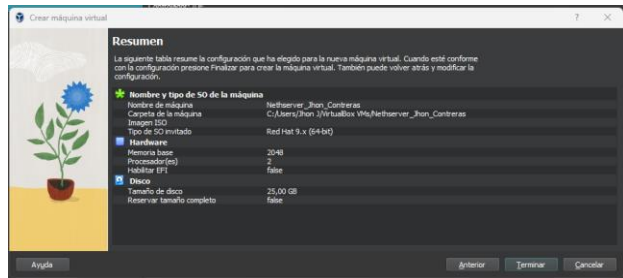 Crear máquina virtual
Resumen
La siguiente tabla resume la configuración que ha elegido para la nueva máquina virtual. Cuando esté conforme
con la configuración presione Finalizar para crear la máquina virtual. También puede volver atrás y modificar la
configuración.
Nombre y tipo de SO de la máquina
Nombre de máquina Nethserver_Jhon_Contreras
Carpeta de la máquina C:/Users/Jhon J/VirtualBox VMs/Nethserver_Jhon_Contreras
Imagen ISO
Tipo de SO invitado Red Hat 9.x (64-bit)
Hardware
Memoria base 2048
Procesador(es) 2
Habilitar EFI false
Disco
Tamaño de disco 25,00 GB
Reservar tamaño completo false
Ayuda Anterior Terminar Cancelar